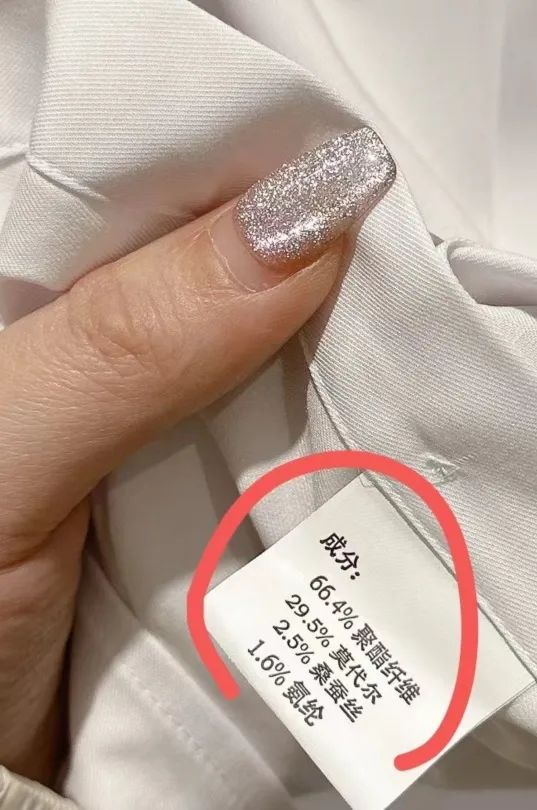 成分：
66.4% 聚酯纤维
29.5% 莫代尔
2.5% 桑蚕丝
1.6% 氨纶